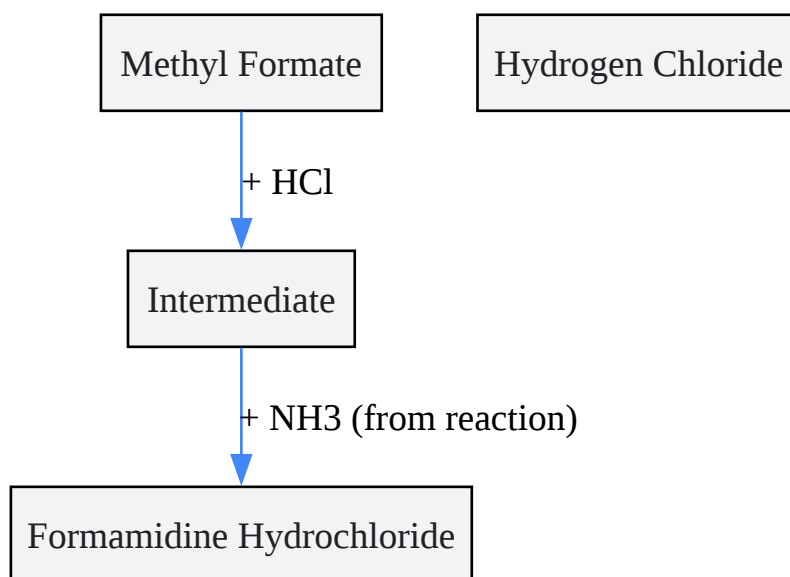 Methyl Formate
Hydrogen Chloride
+ HCl
Intermediate
+ NH3 (from reaction)
Formamidine Hydrochloride